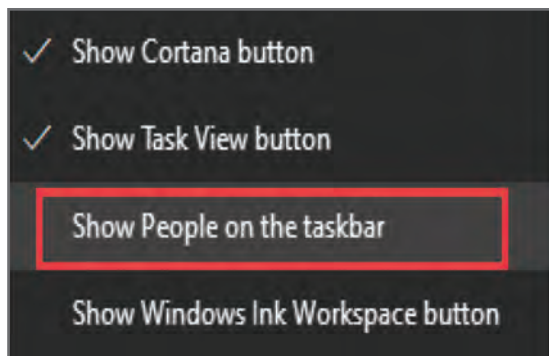 Show Cortana button
Show Task View button
Show People on the taskbar
Show Windows Ink Workspace button